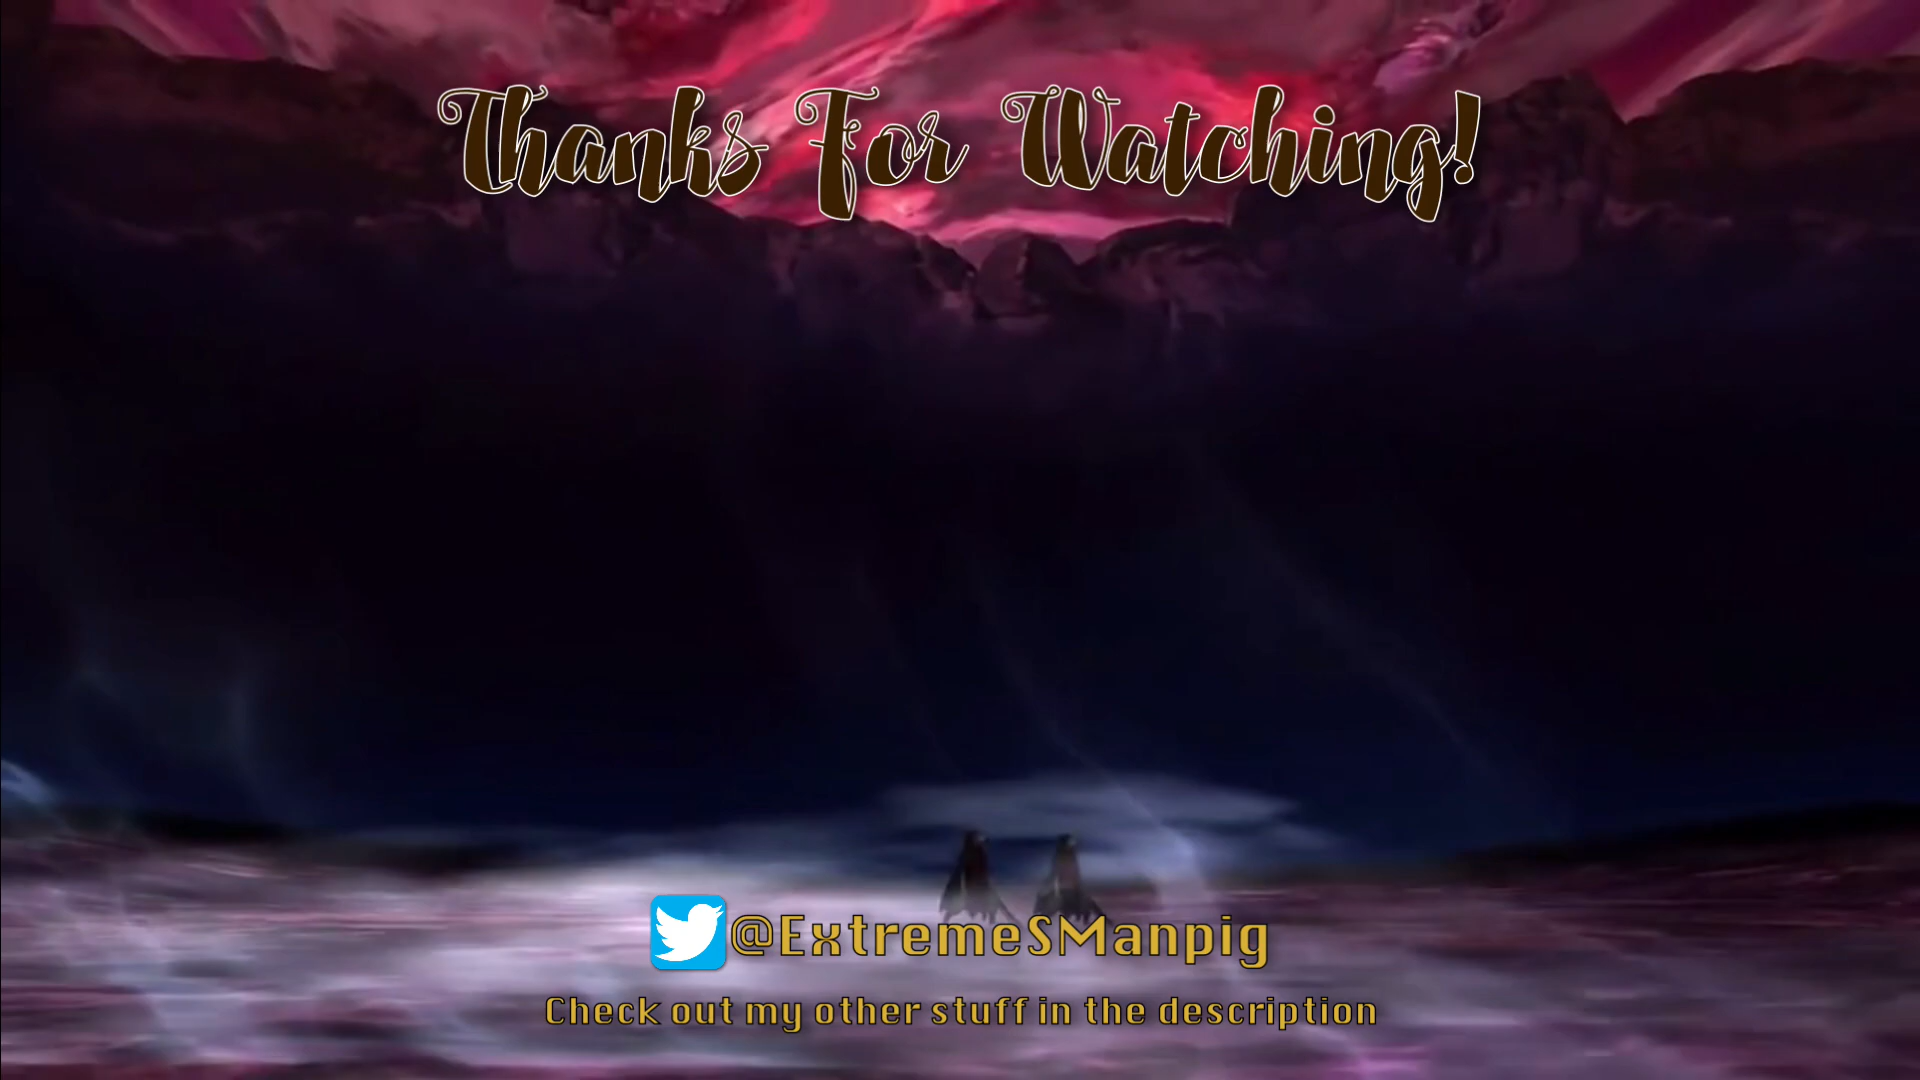 Thanks For Watching!
@ExtremeSManpig
Check out my other stuff in the description